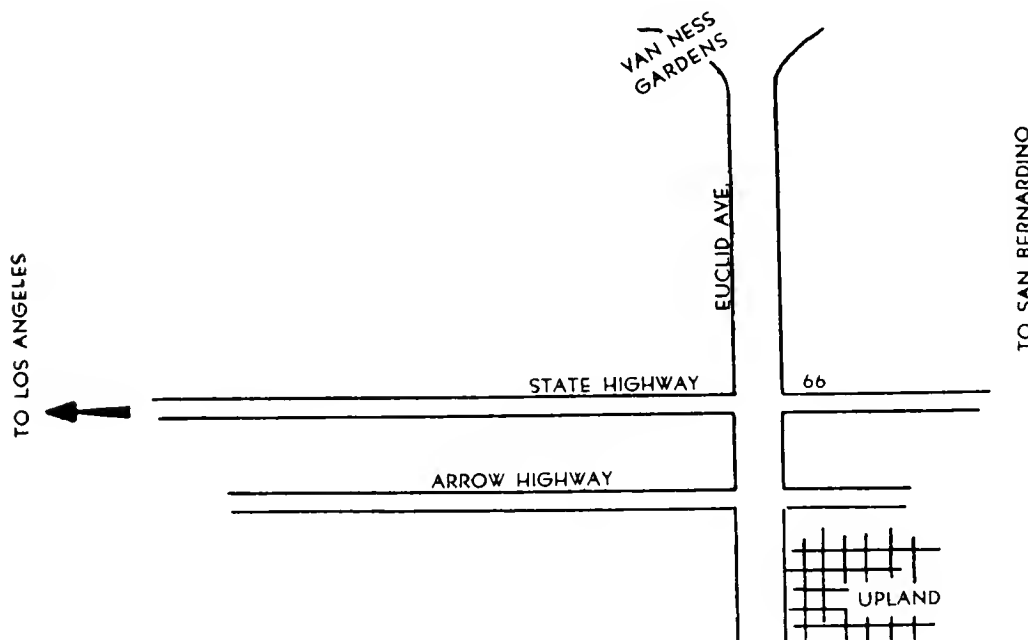 VAN NESS
GARDENS
TO SAN BERNARDINO
EUCLID AVE.
TO LOS ANGELES
STATE HIGHWAY 66
ARROW HIGHWAY
UPLAND